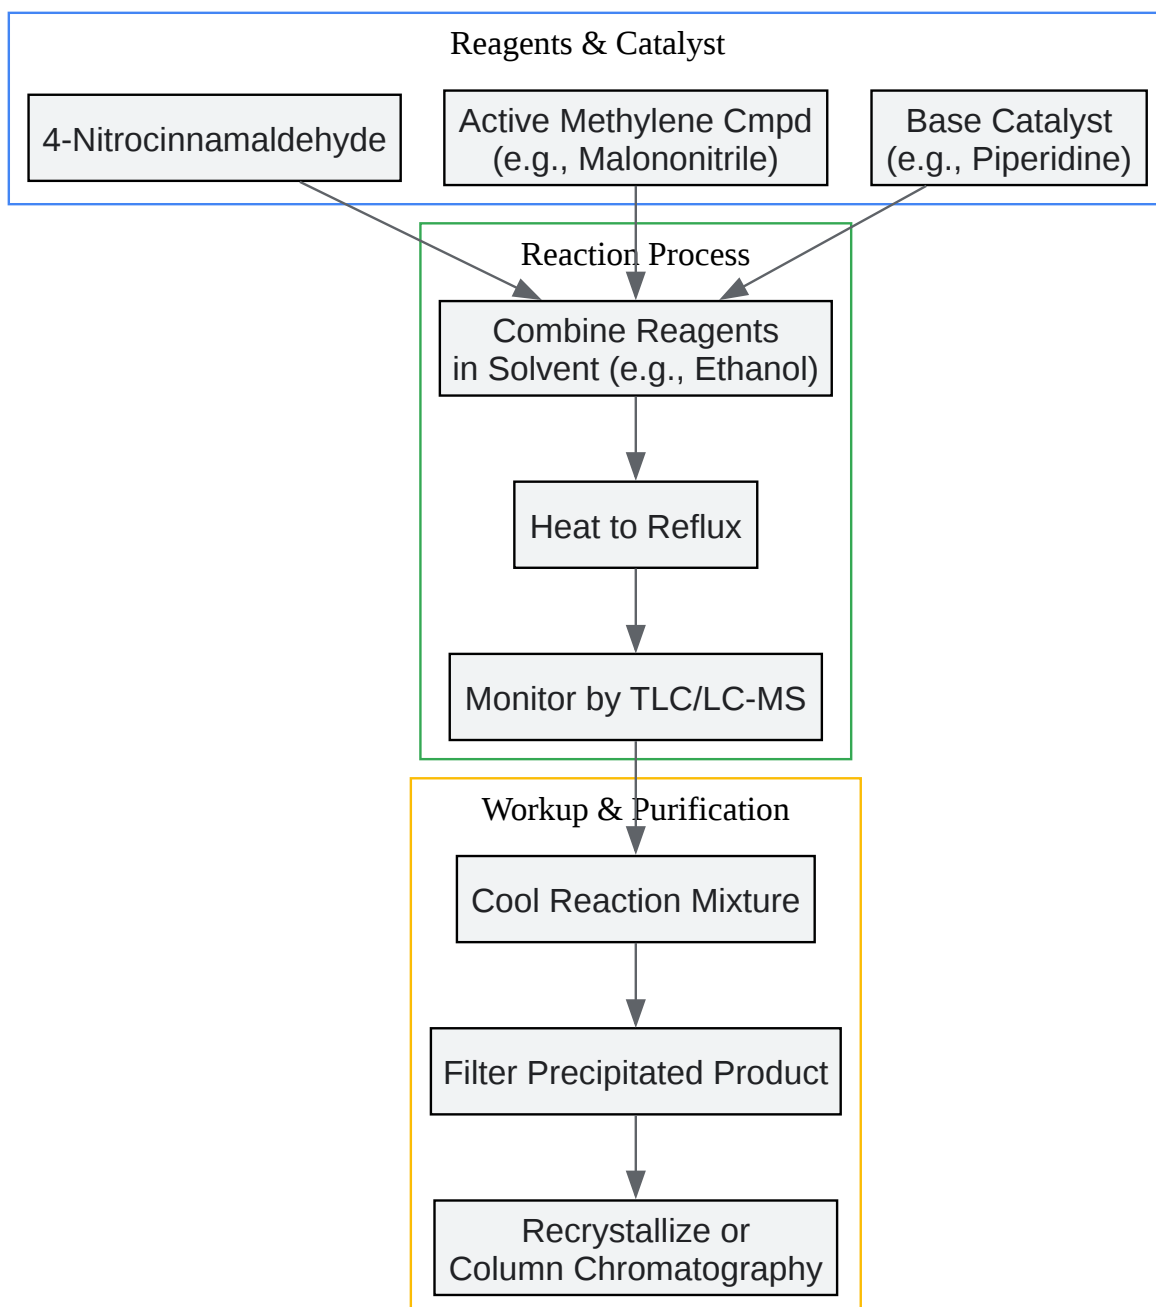 Reagents & Catalyst
4-Nitrocinnamaldehyde
Active Methylene Cmpd
(e.g., Malononitrile)
Base Catalyst
(e.g., Piperidine)
Reaction Process
Combine Reagents
in Solvent (e.g., Ethanol)
Heat to Reflux
Monitor by TLC/LC-MS
Workup & Purification
Cool Reaction Mixture
Filter Precipitated Product
Recrystallize or
Column Chromatography